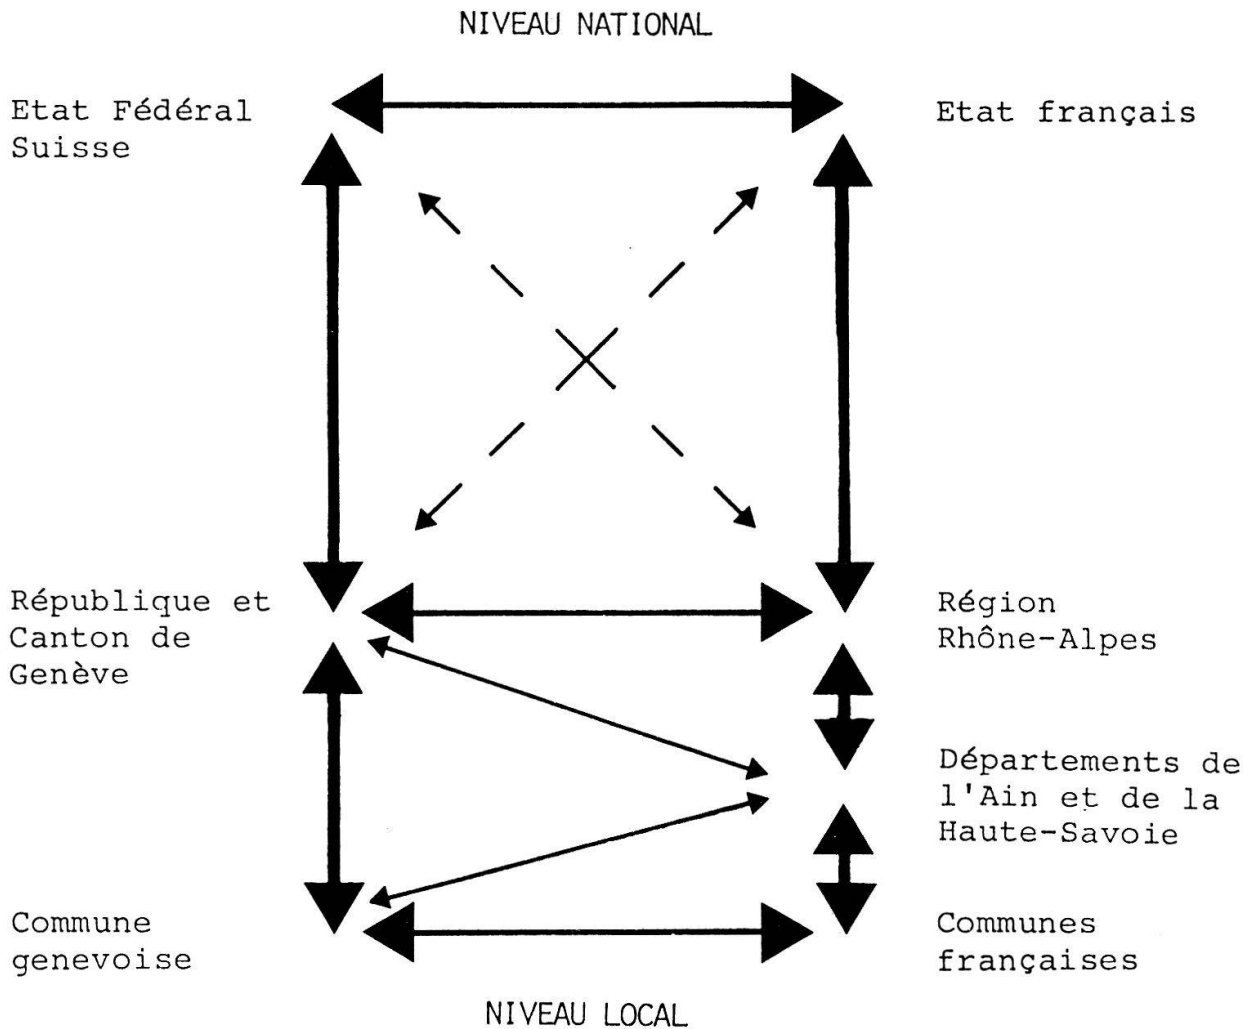 NIVEAU NATIONAL
Etat Fédéral
Suisse
Etat français
République et
Canton de
Genève
Région
Rhône-Alpes
Départements de
l'Ain et de la
Haute-Savoie
Commune
genevoise
Communes
françaises
NIVEAU LOCAL